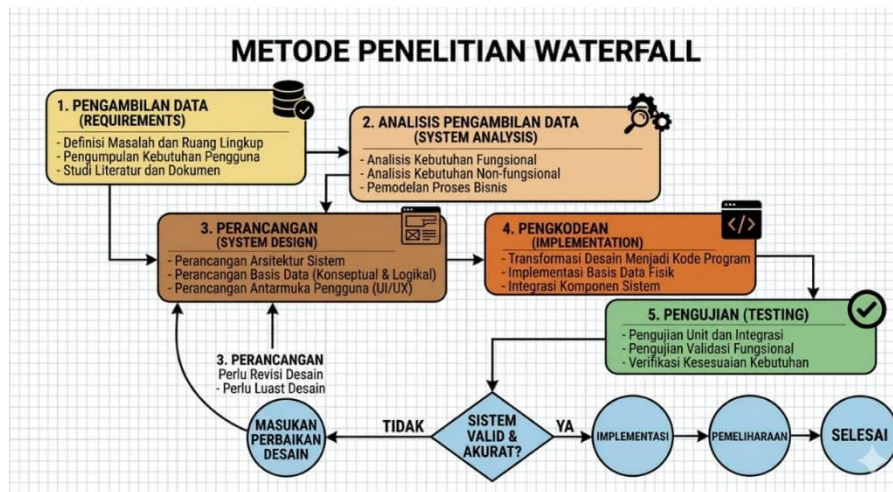 METODE PENELITIAN WATERFALL
1. PENGAMBILAN DATA
(REQUIREMENTS)
- Definisi Masalah dan Ruang Lingkup
- Pengumpulan Kebutuhan Pengguna
- Studi Literatur dan Dokumen
2. ANALISIS PENGAMBILAN DATA
(SYSTEM ANALYSIS)
- Analisis Kebutuhan Fungsional
- Analisis Kebutuhan Non-fungsional
- Pemodelan Proses Bisnis
3. PERANCANGAN
(SYSTEM DESIGN)
- Perancangan Arsitektur Sistem
- Perancangan Basis Data (Konseptual & Logikal)
- Perancangan Antarmuka Pengguna (UI/UX)
4. PENGKODEAN
(IMPLEMENTATION)
</>
- Transformasi Desain Menjadi Kode Program
- Implementasi Basis Data Fisik
- Integrasi Komponen Sistem
5. PENGUJIAN (TESTING)
- Pengujian Unit dan Integrasi
- Pengujian Validasi Fungsional
- Verifikasi Kesesuaian Kebutuhan
3. PERANCANGAN
Perlu Revisi Desain
- Perlu Luast Desain
MASUKAN
PERBAIKAN
DESAIN
TIDAK
SISTEM
VALID &
AKURAT?
YA
IMPLEMENTASI
PEMELIHARAAN
SELESAI